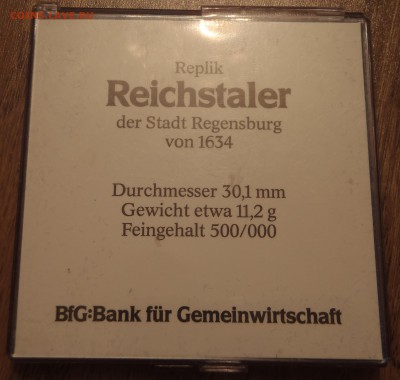 Replik
Reichstaler
der Stadt Regensburg
von 1634
Durchmesser 30,1 mm
Gewicht etwa 11,2 g
Feingehalt 500/000
BfG:Bank für Gemeinwirtschaft